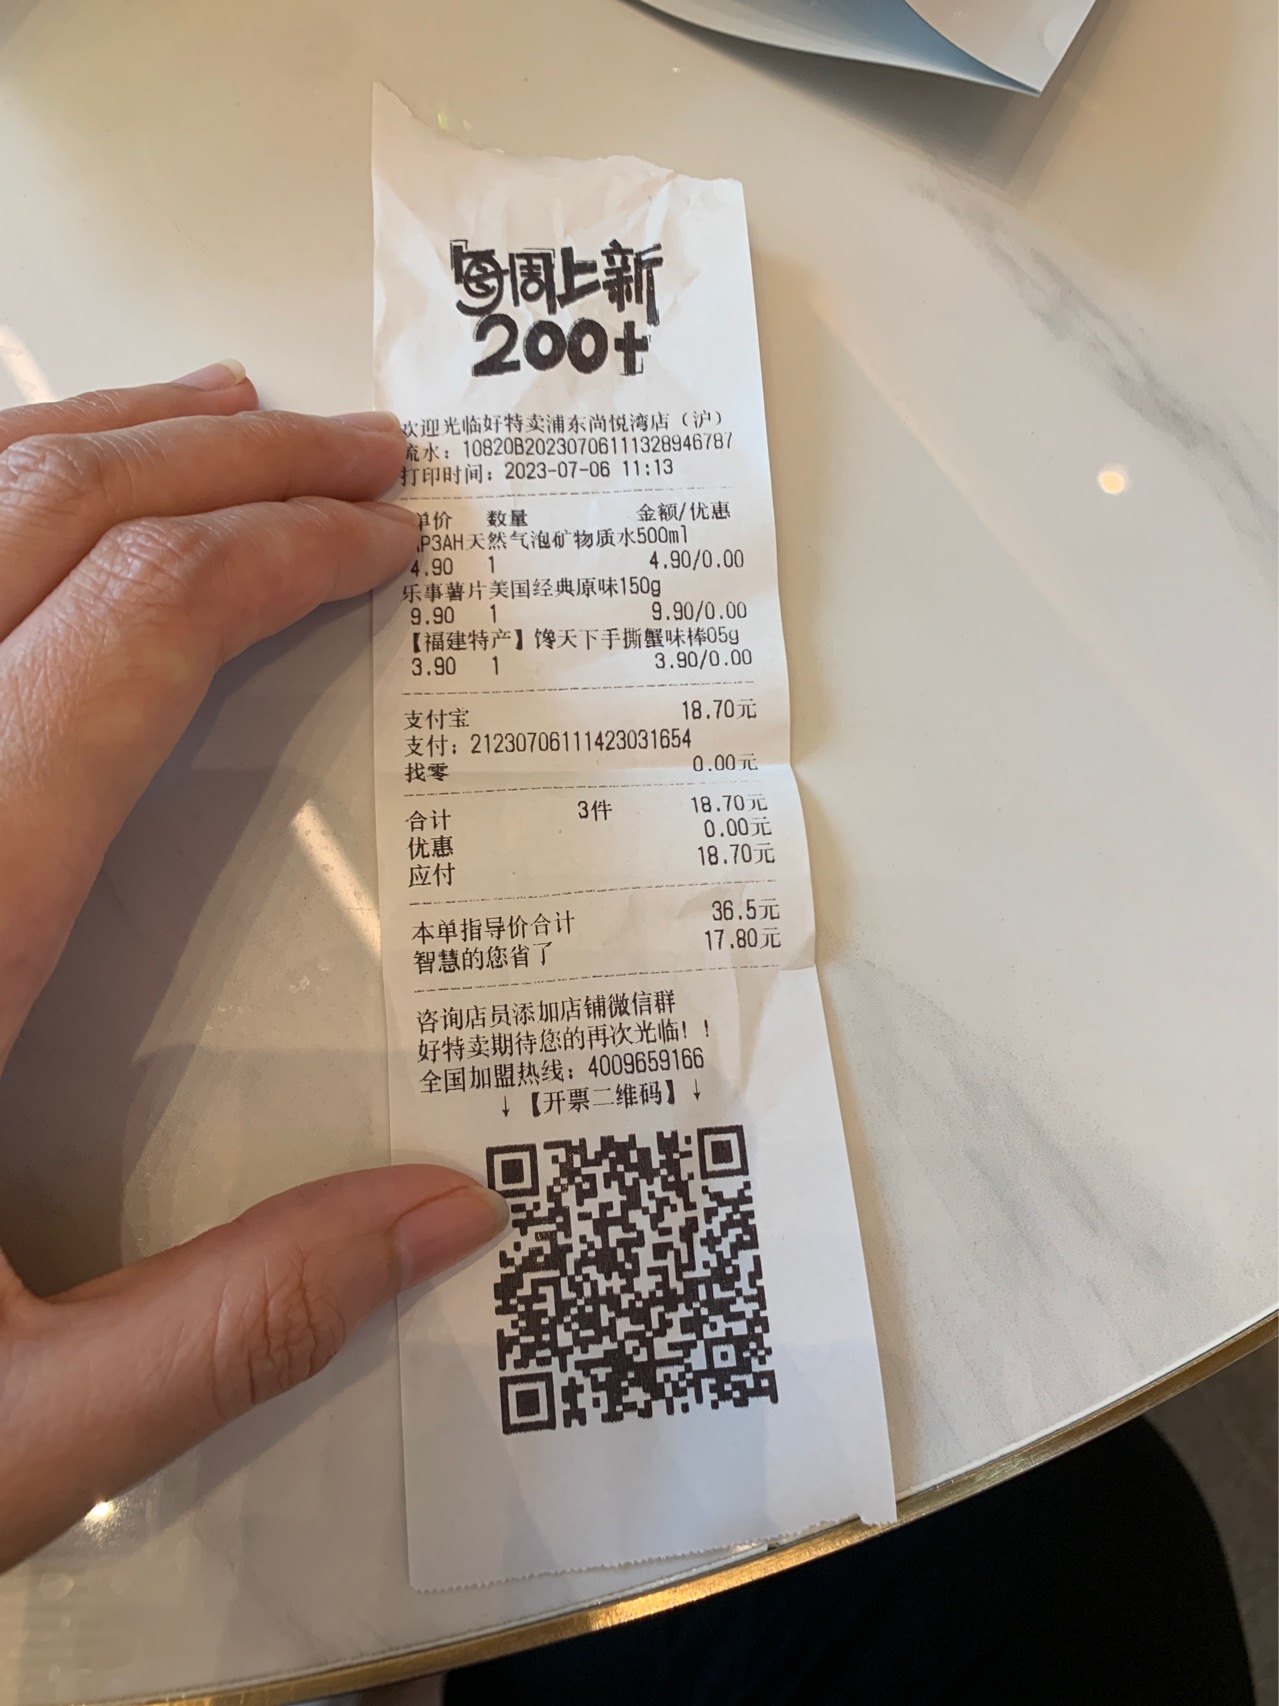 每周上新
200+
欢迎光临好特卖浦东尚悦湾店（沪）
流水：10820B20230706111328946787
打印时间：2023-07-06 11:13
单价 数量 金额/优惠
AP3AH天然气泡矿物质水500ml
4.90 1 4.90/0.00
乐事薯片美国经典原味150g
9.90 1 9.90/0.00
【福建特产】馋天下手撕蟹味棒05g
3.90 1 3.90/0.00
支付宝 18.70元
支付：21230706111423031654
找零 0.00元
合计 3件 18.70元
优惠 0.00元
应付 18.70元
本单指导价合计 36.5元
智慧的您省了 17.80元
咨询店员添加店铺微信群
好特卖期待您的再次光临！！
全国加盟热线：4009659166
↓【开票二维码】↓